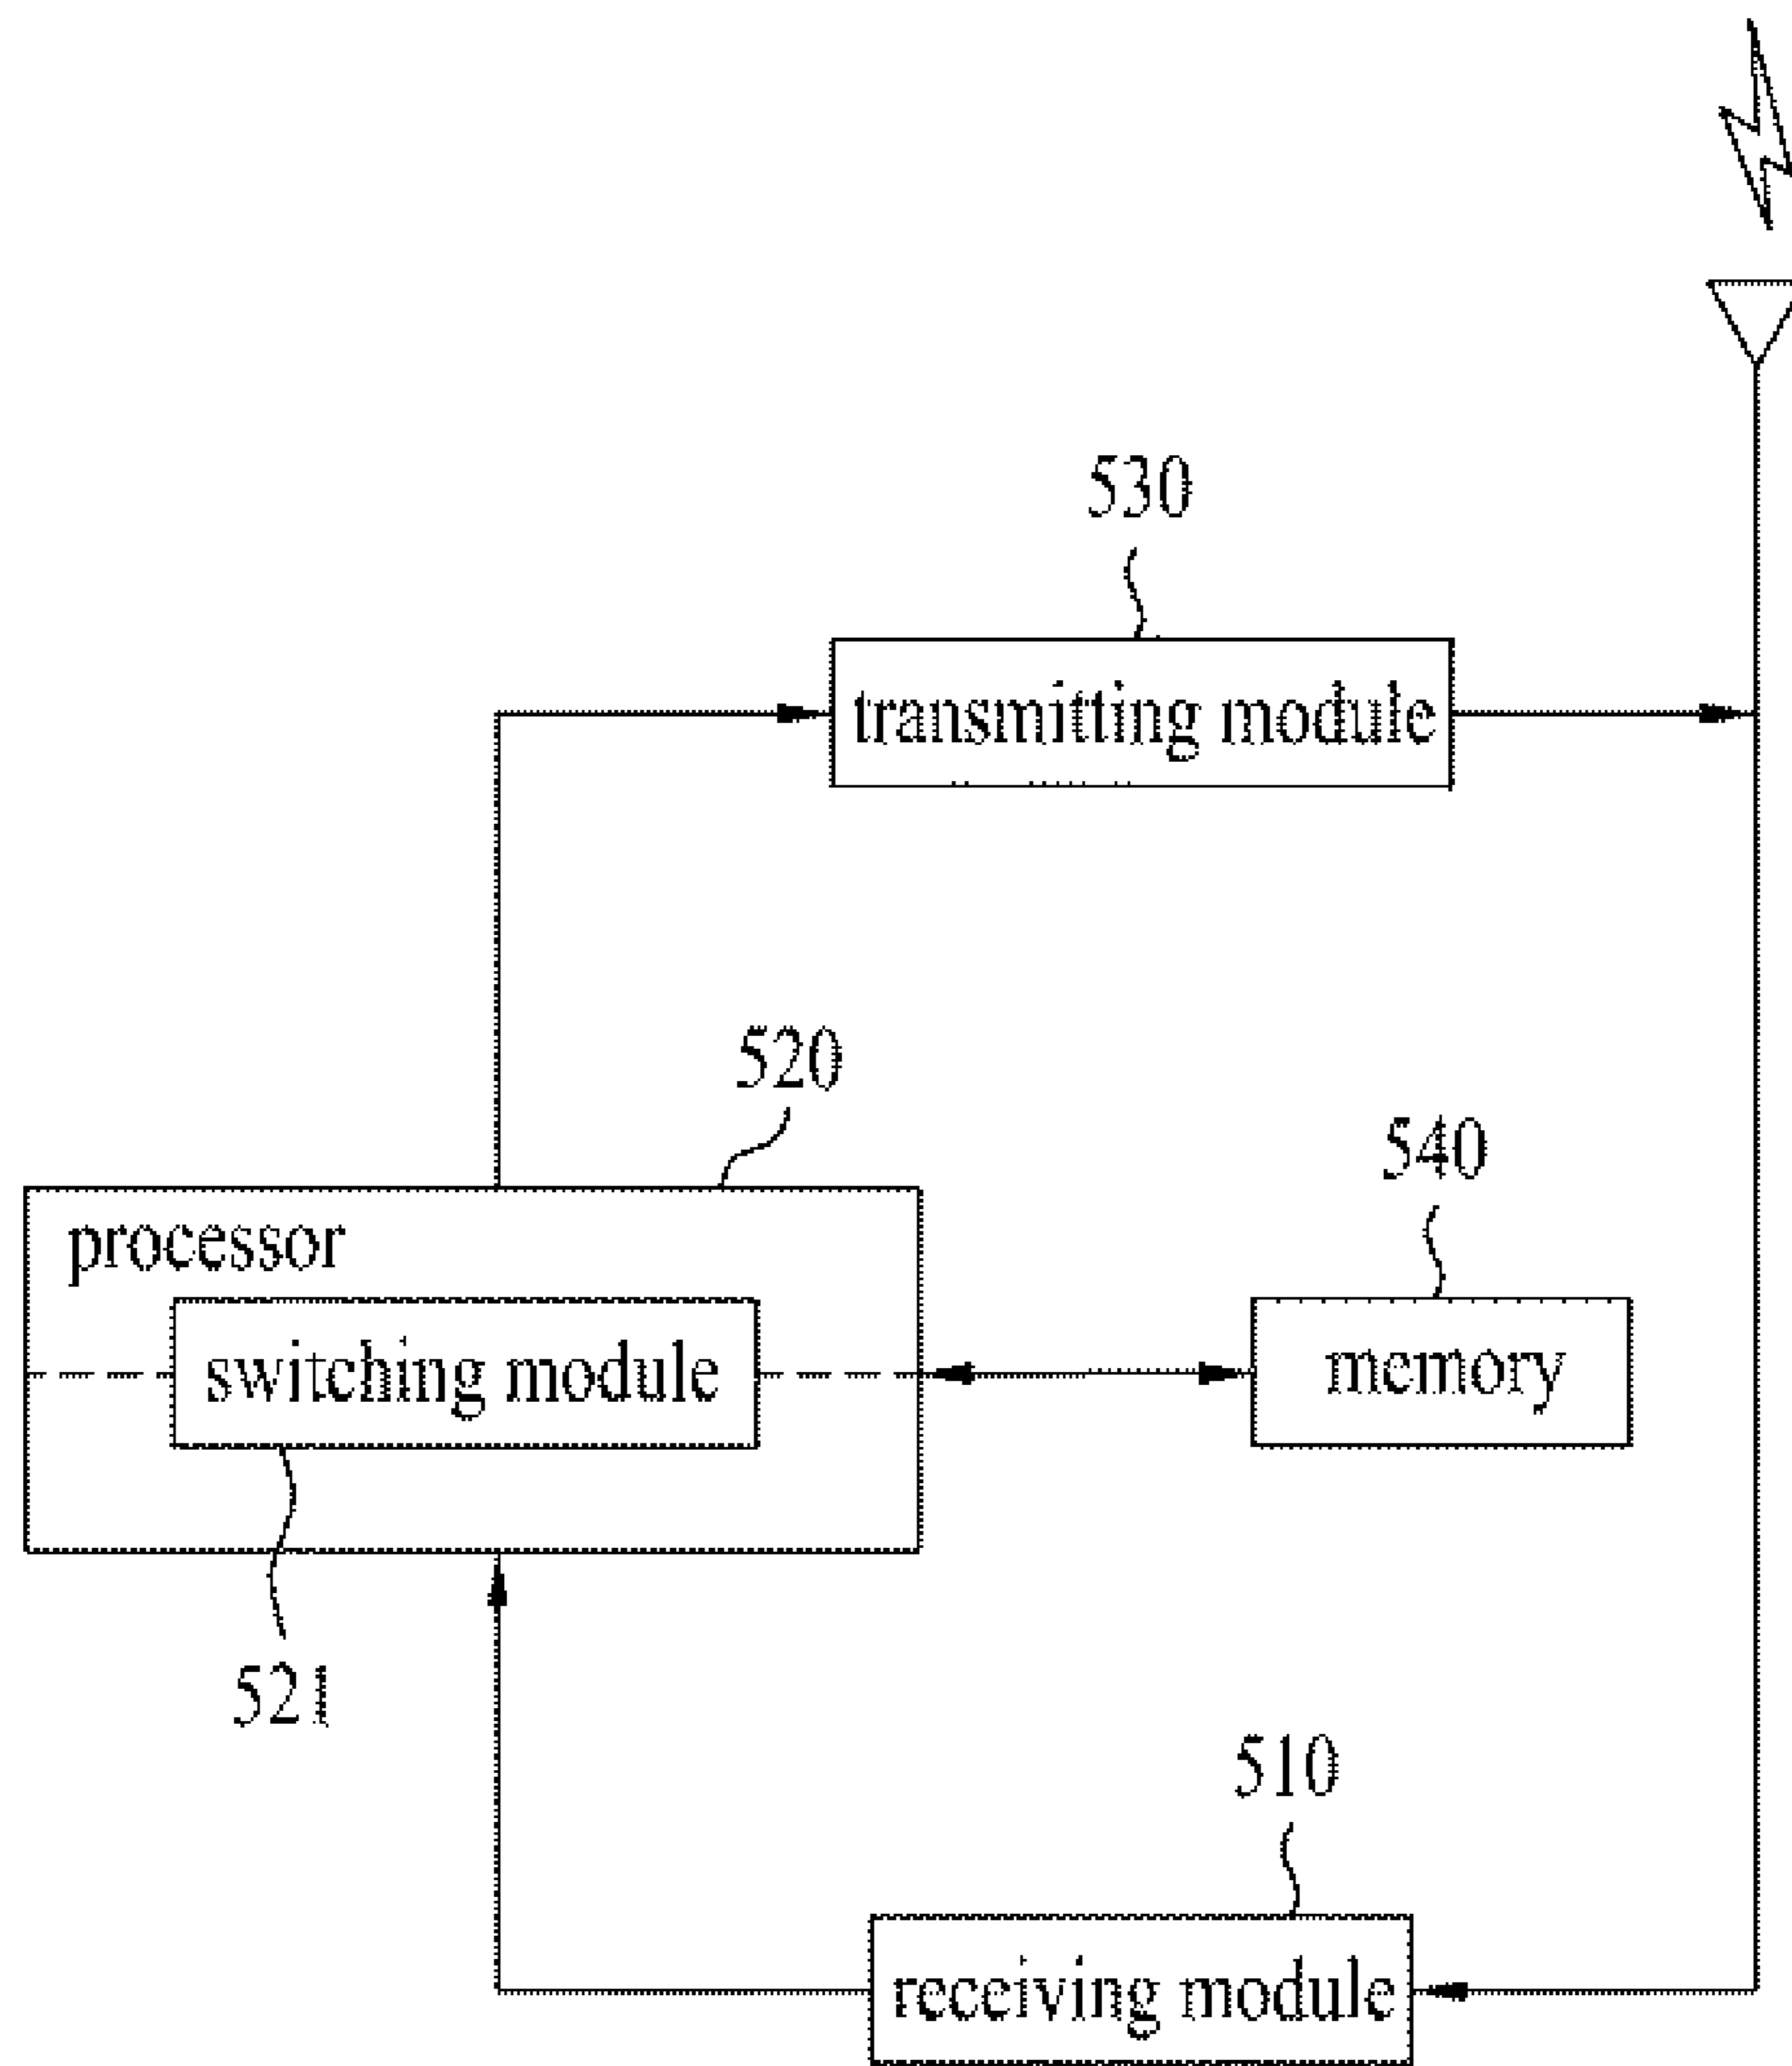 530
transmitting module
520
540
processor
switching module
memory
521
510
receiving module